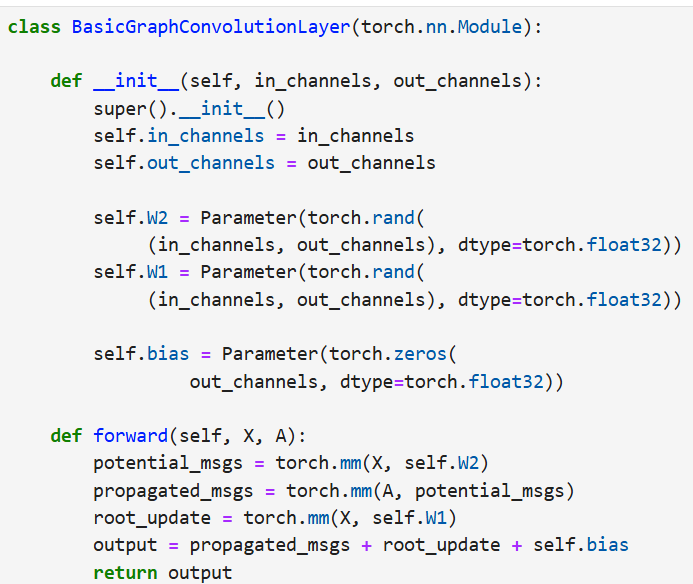 class BasicGraphConvolutionLayer(torch.nn.Module):
def __init__(self, in_channels, out_channels):
super().__init__()
self.in_channels = in_channels
self.out_channels = out_channels
self.W2 = Parameter(torch.rand(
(in_channels, out_channels), dtype=torch.float32))
self.W1 = Parameter(torch.rand(
(in_channels, out_channels), dtype=torch.float32))
self.bias = Parameter(torch.zeros(
out_channels, dtype=torch.float32))
def forward(self, X, A):
potential_msgs = torch.mm(X, self.W2)
propagated_msgs = torch.mm(A, potential_msgs)
root_update = torch.mm(X, self.W1)
output = propagated_msgs + root_update + self.bias
return output